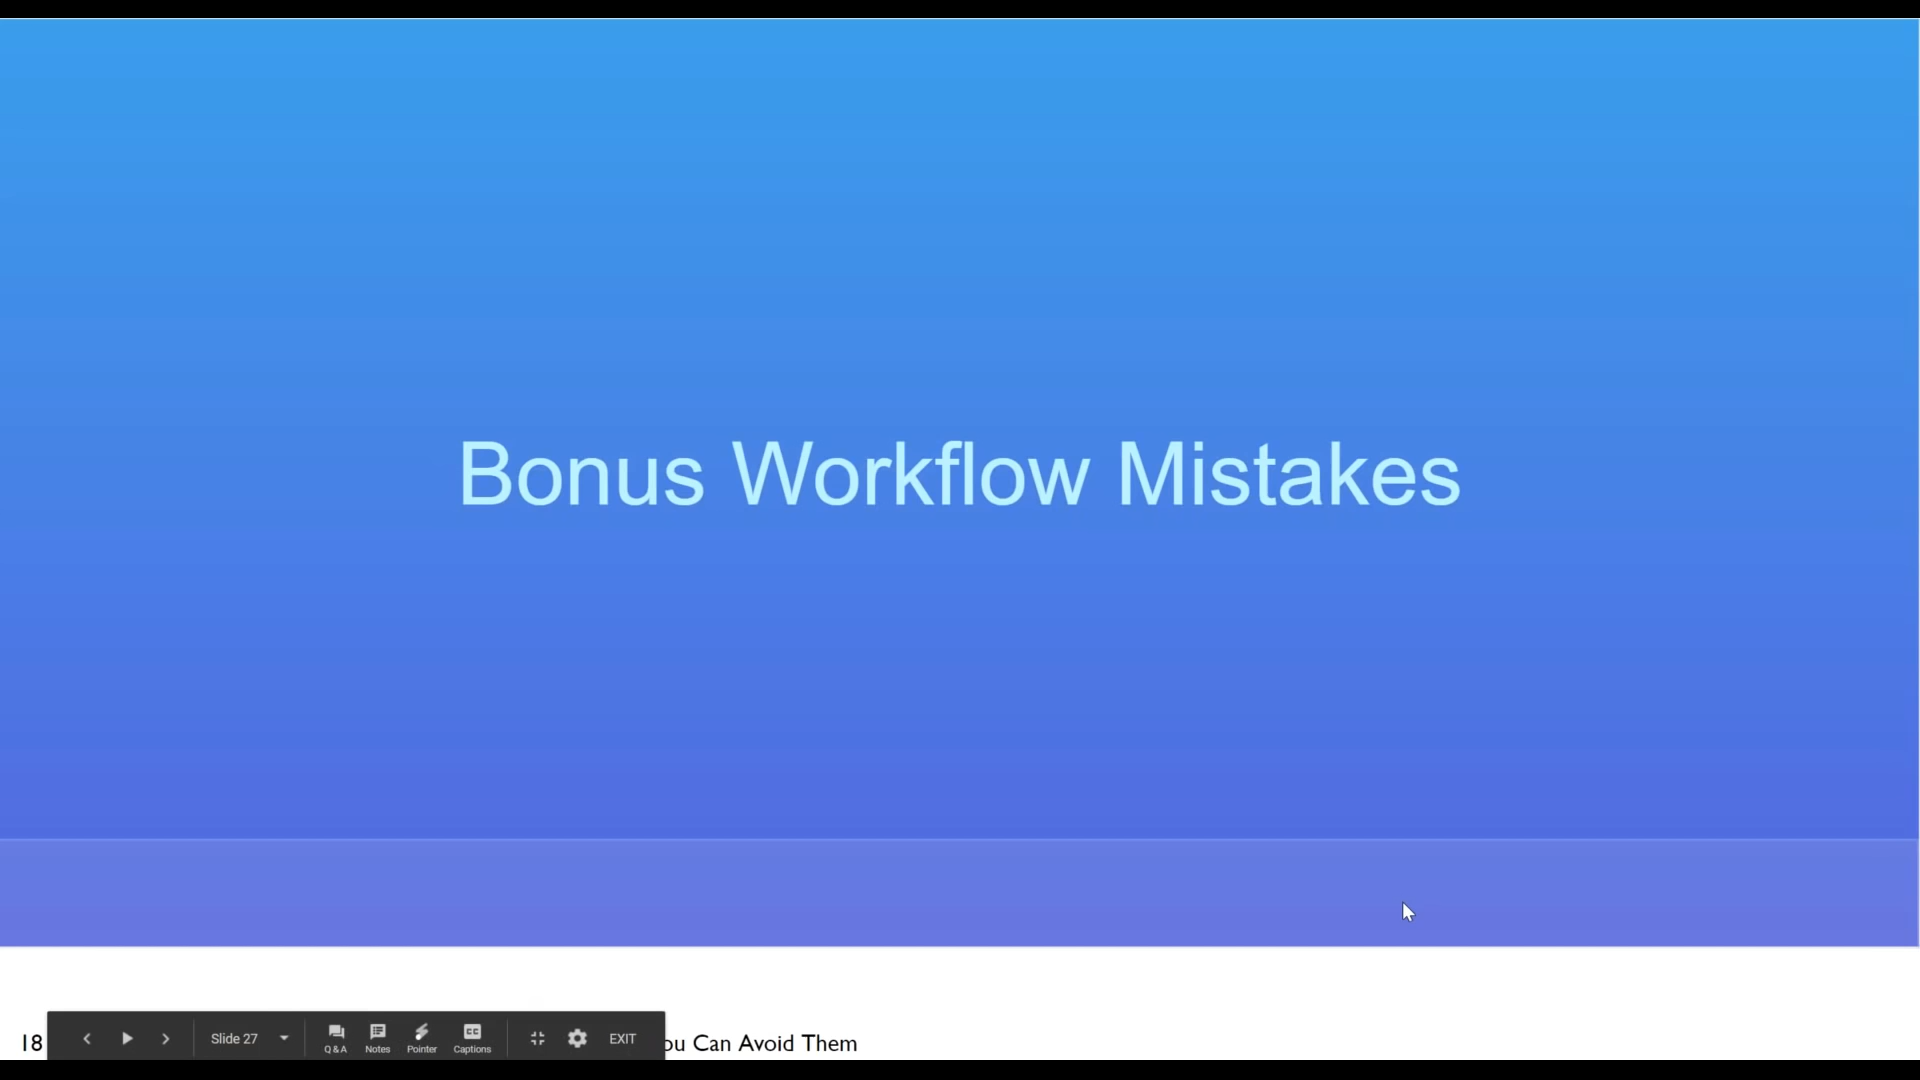 Bonus Workflow Mistakes
18
Slide 27
Q & A
Notes
Pointer
Captions
EXIT
Can Avoid Them